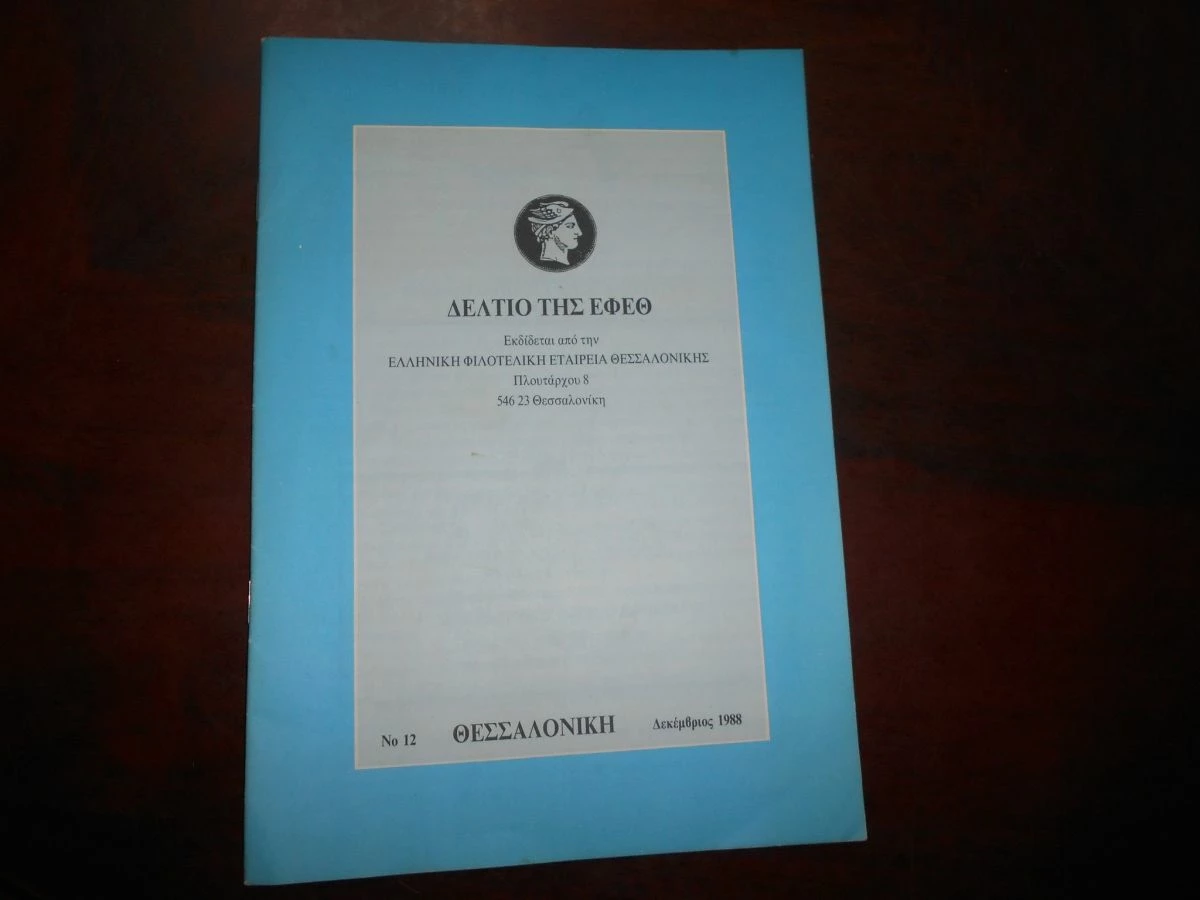 ΔΕΛΤΙΟ ΤΗΣ ΕΦΕΘ
Εκδίδεται από την
ΕΛΛΗΝΙΚΗ ΦΙΛΟΤΕΛΙΚΗ ΕΤΑΙΡΕΙΑ ΘΕΣΣΑΛΟΝΙΚΗΣ
Πλουτάρχου 8
546 23 Θεσσαλονίκη
Νο 12 ΘΕΣΣΑΛΟΝΙΚΗ Δεκέμβριος 1988